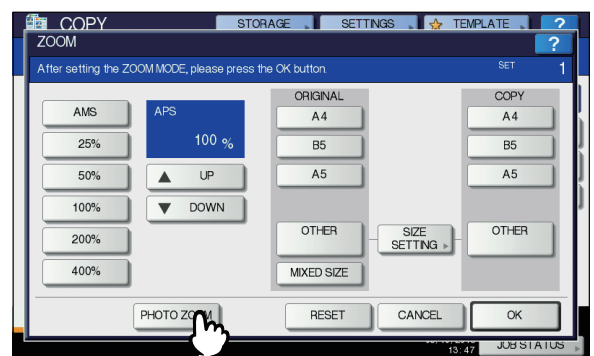 COPY
STORAGE
SETTINGS
TEMPLATE
?
ZOOM
?
After setting the ZOOM MODE, please press the OK button.
SET 1
ORIGINAL
COPY
AMS
APS
100 %
A4
A4
25%
B5
B5
50%
UP
A5
A5
100%
DOWN
200%
OTHER
SIZE
SETTING
OTHER
400%
MIXED SIZE
PHOTO
RESET
CANCEL
OK
13:47
JOB STATUS